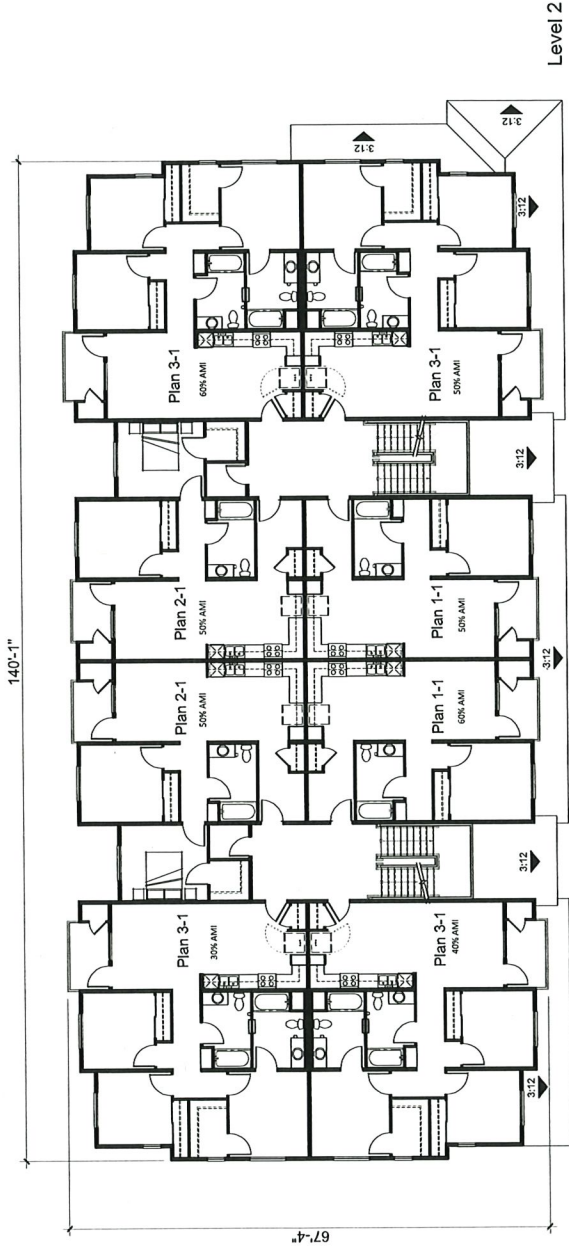 Level 2
140'-1"
67'-4"
Plan 3-1
30% AMI
Plan 2-1
50% AMI
Plan 2-1
50% AMI
Plan 3-1
60% AMI
Plan 3-1
40% AMI
Plan 1-1
60% AMI
Plan 1-1
50% AMI
Plan 3-1
50% AMI
3:12
3:12
3:12
3:12
3:12
3:12
3:12